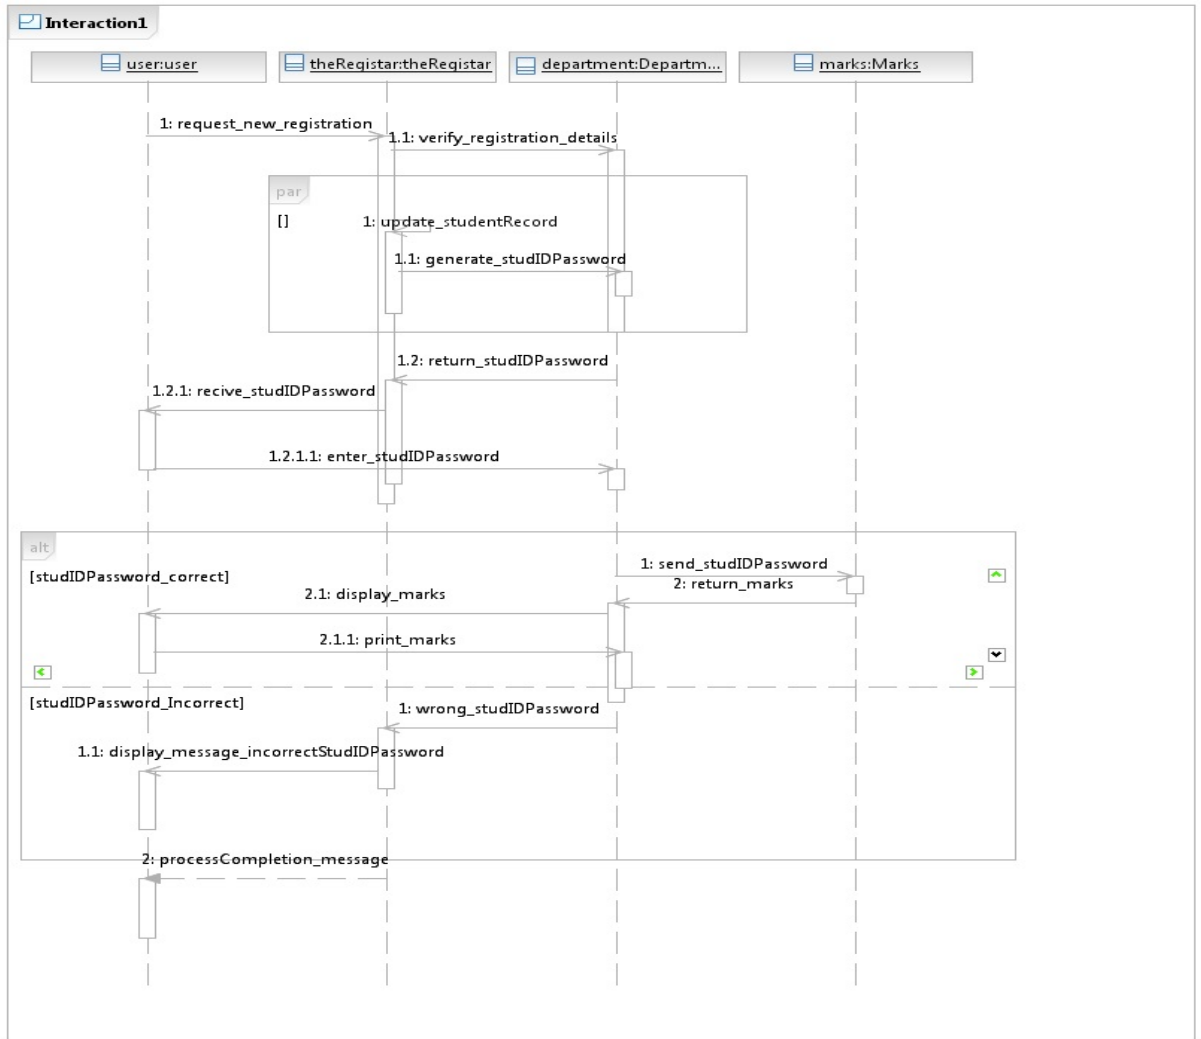 Interaction1
user:user
theRegistar:theRegistar
department:Departm...
marks:Marks
1: request_new_registration
1.1: verify_registration_details
par
[]
1: update_studentRecord
1.1: generate_studIDPassword
1.2: return_studIDPassword
1.2.1: recive_studIDPassword
1.2.1.1: enter_studIDPassword
alt
[studIDPassword_correct]
1: send_studIDPassword
2: return_marks
2.1: display_marks
2.1.1: print_marks
[studIDPassword_Incorrect]
1: wrong_studIDPassword
1.1: display_message_incorrectStudIDPassword
2: processCompletion_message